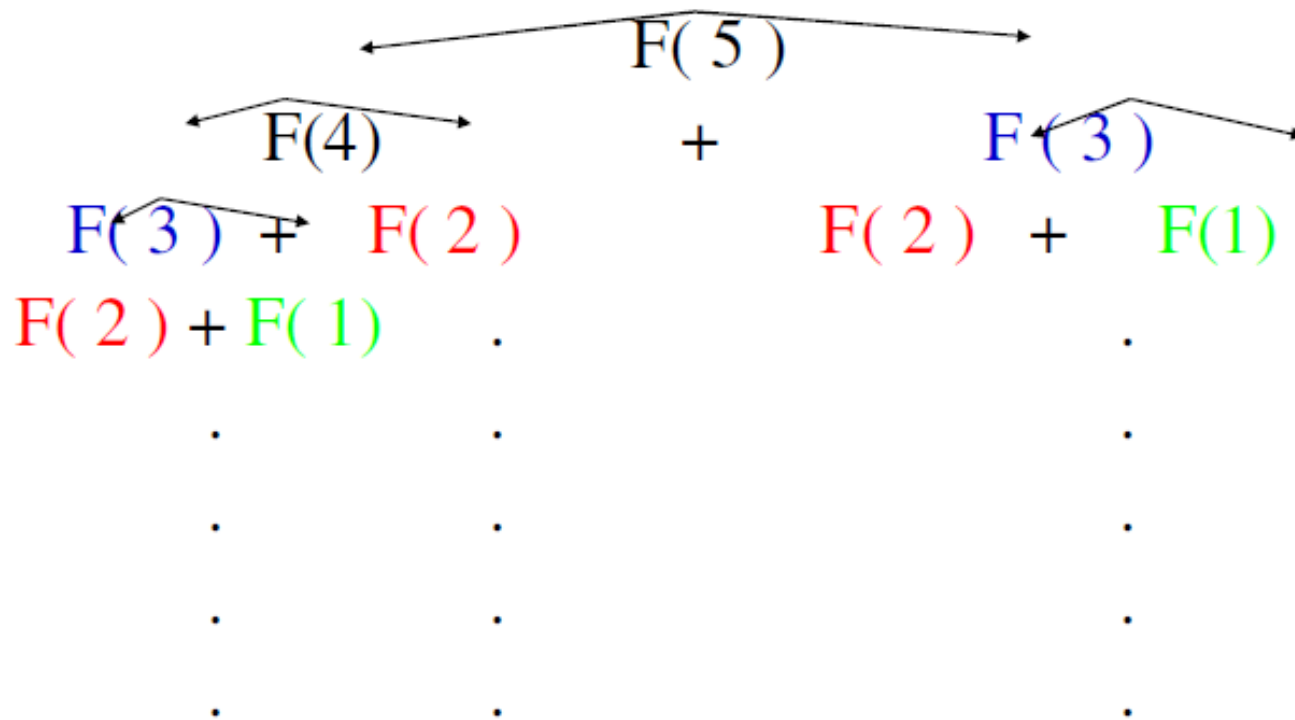 F( 5 )
F(4) + F ( 3 )
F( 3 ) + F( 2 ) F( 2 ) + F(1)
F( 2 ) + F( 1) . .
. . .
. . .
. . .
. . .